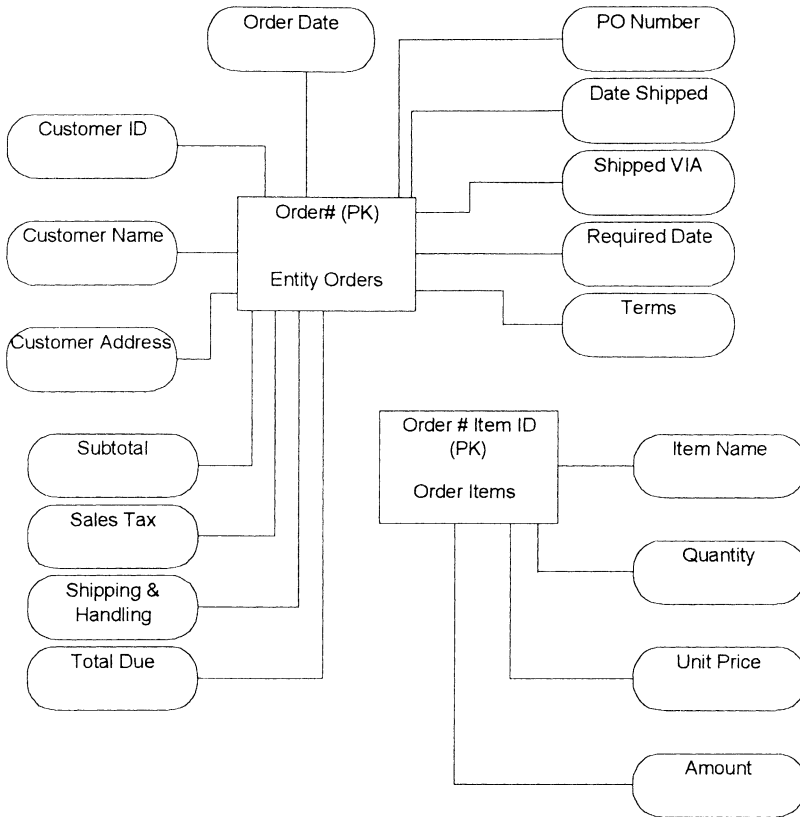 Order Date
PO Number
Date Shipped
Customer ID
Shipped VIA
Order# (PK)
Customer Name
Required Date
Entity Orders
Terms
Customer Address
Order # Item ID
(PK)
Order Items
Subtotal
Item Name
Sales Tax
Quantity
Shipping &
Handling
Total Due
Unit Price
Amount